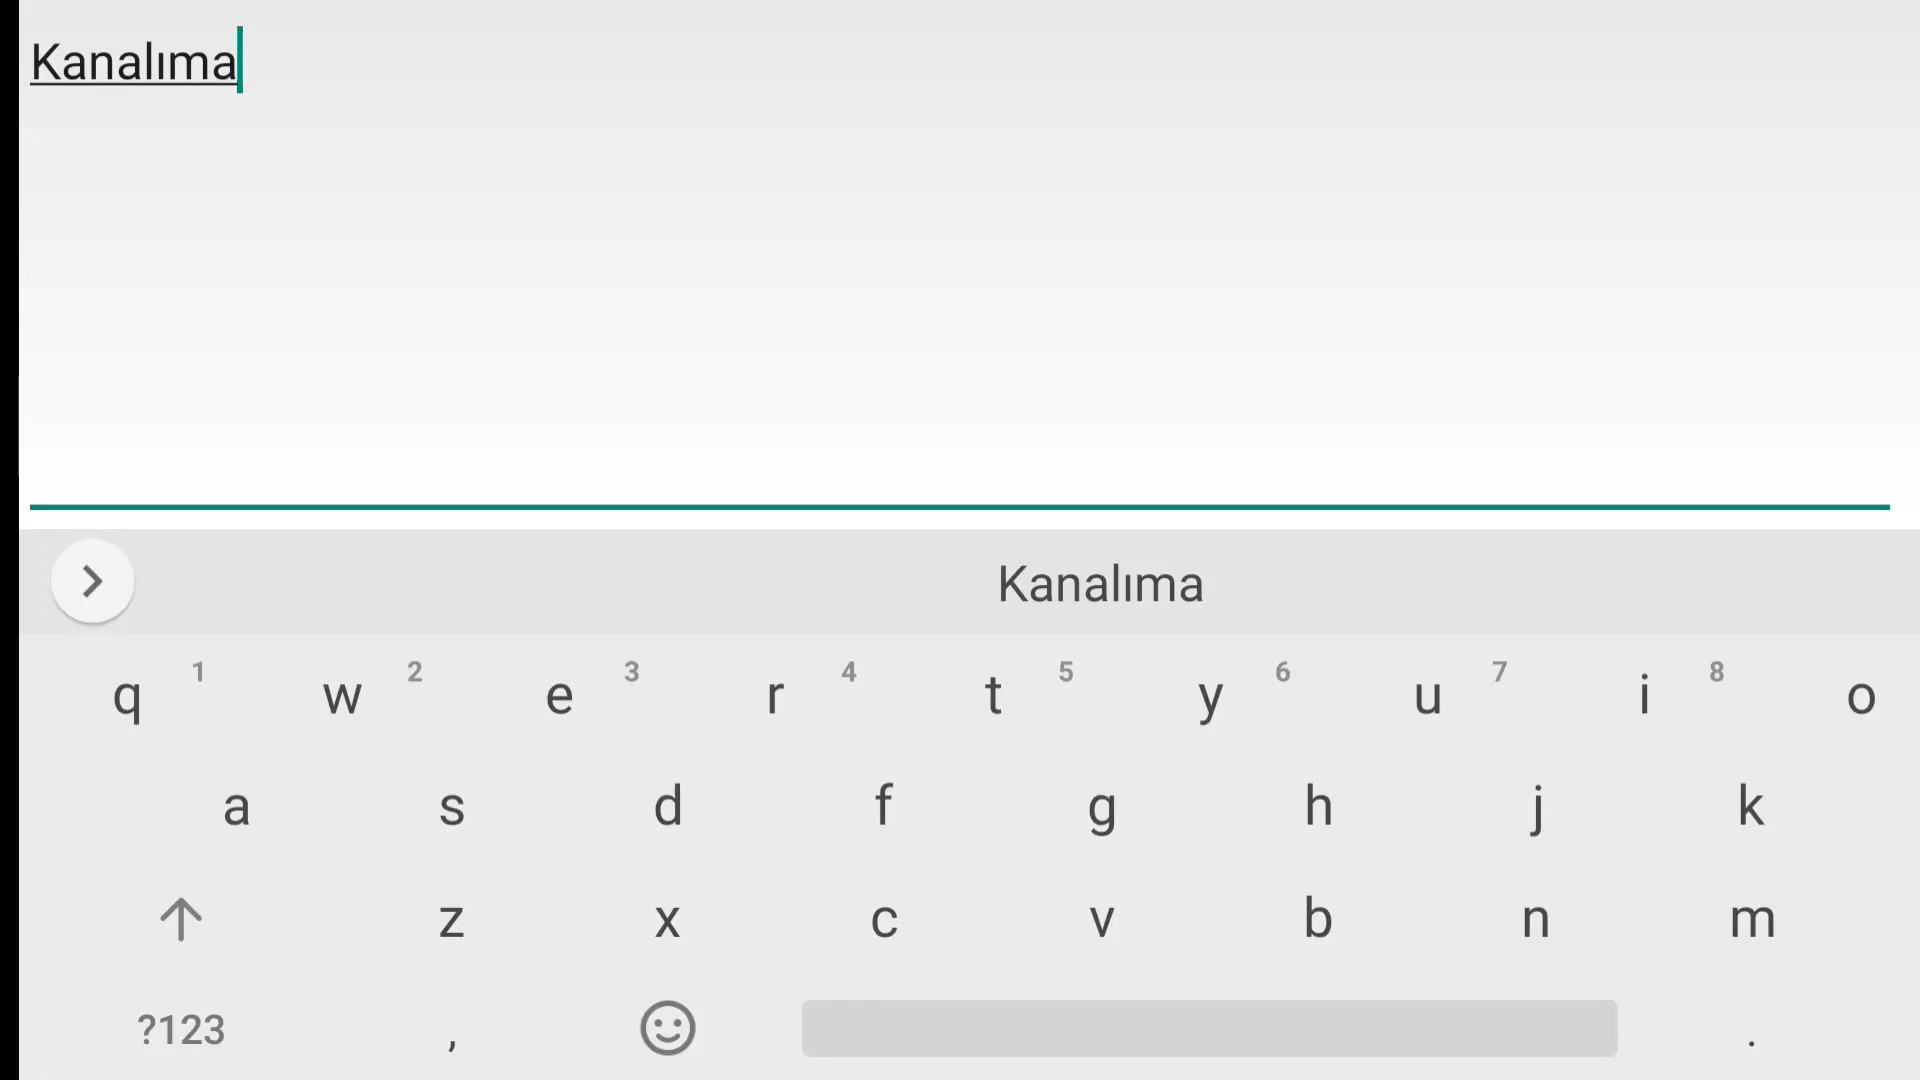 Kanalıma
Kanalıma
q 1 w 2 e 3 r 4 t 5 y 6 u 7 i 8 o
a s d f g h j k
z x c v b n m
?123 , .